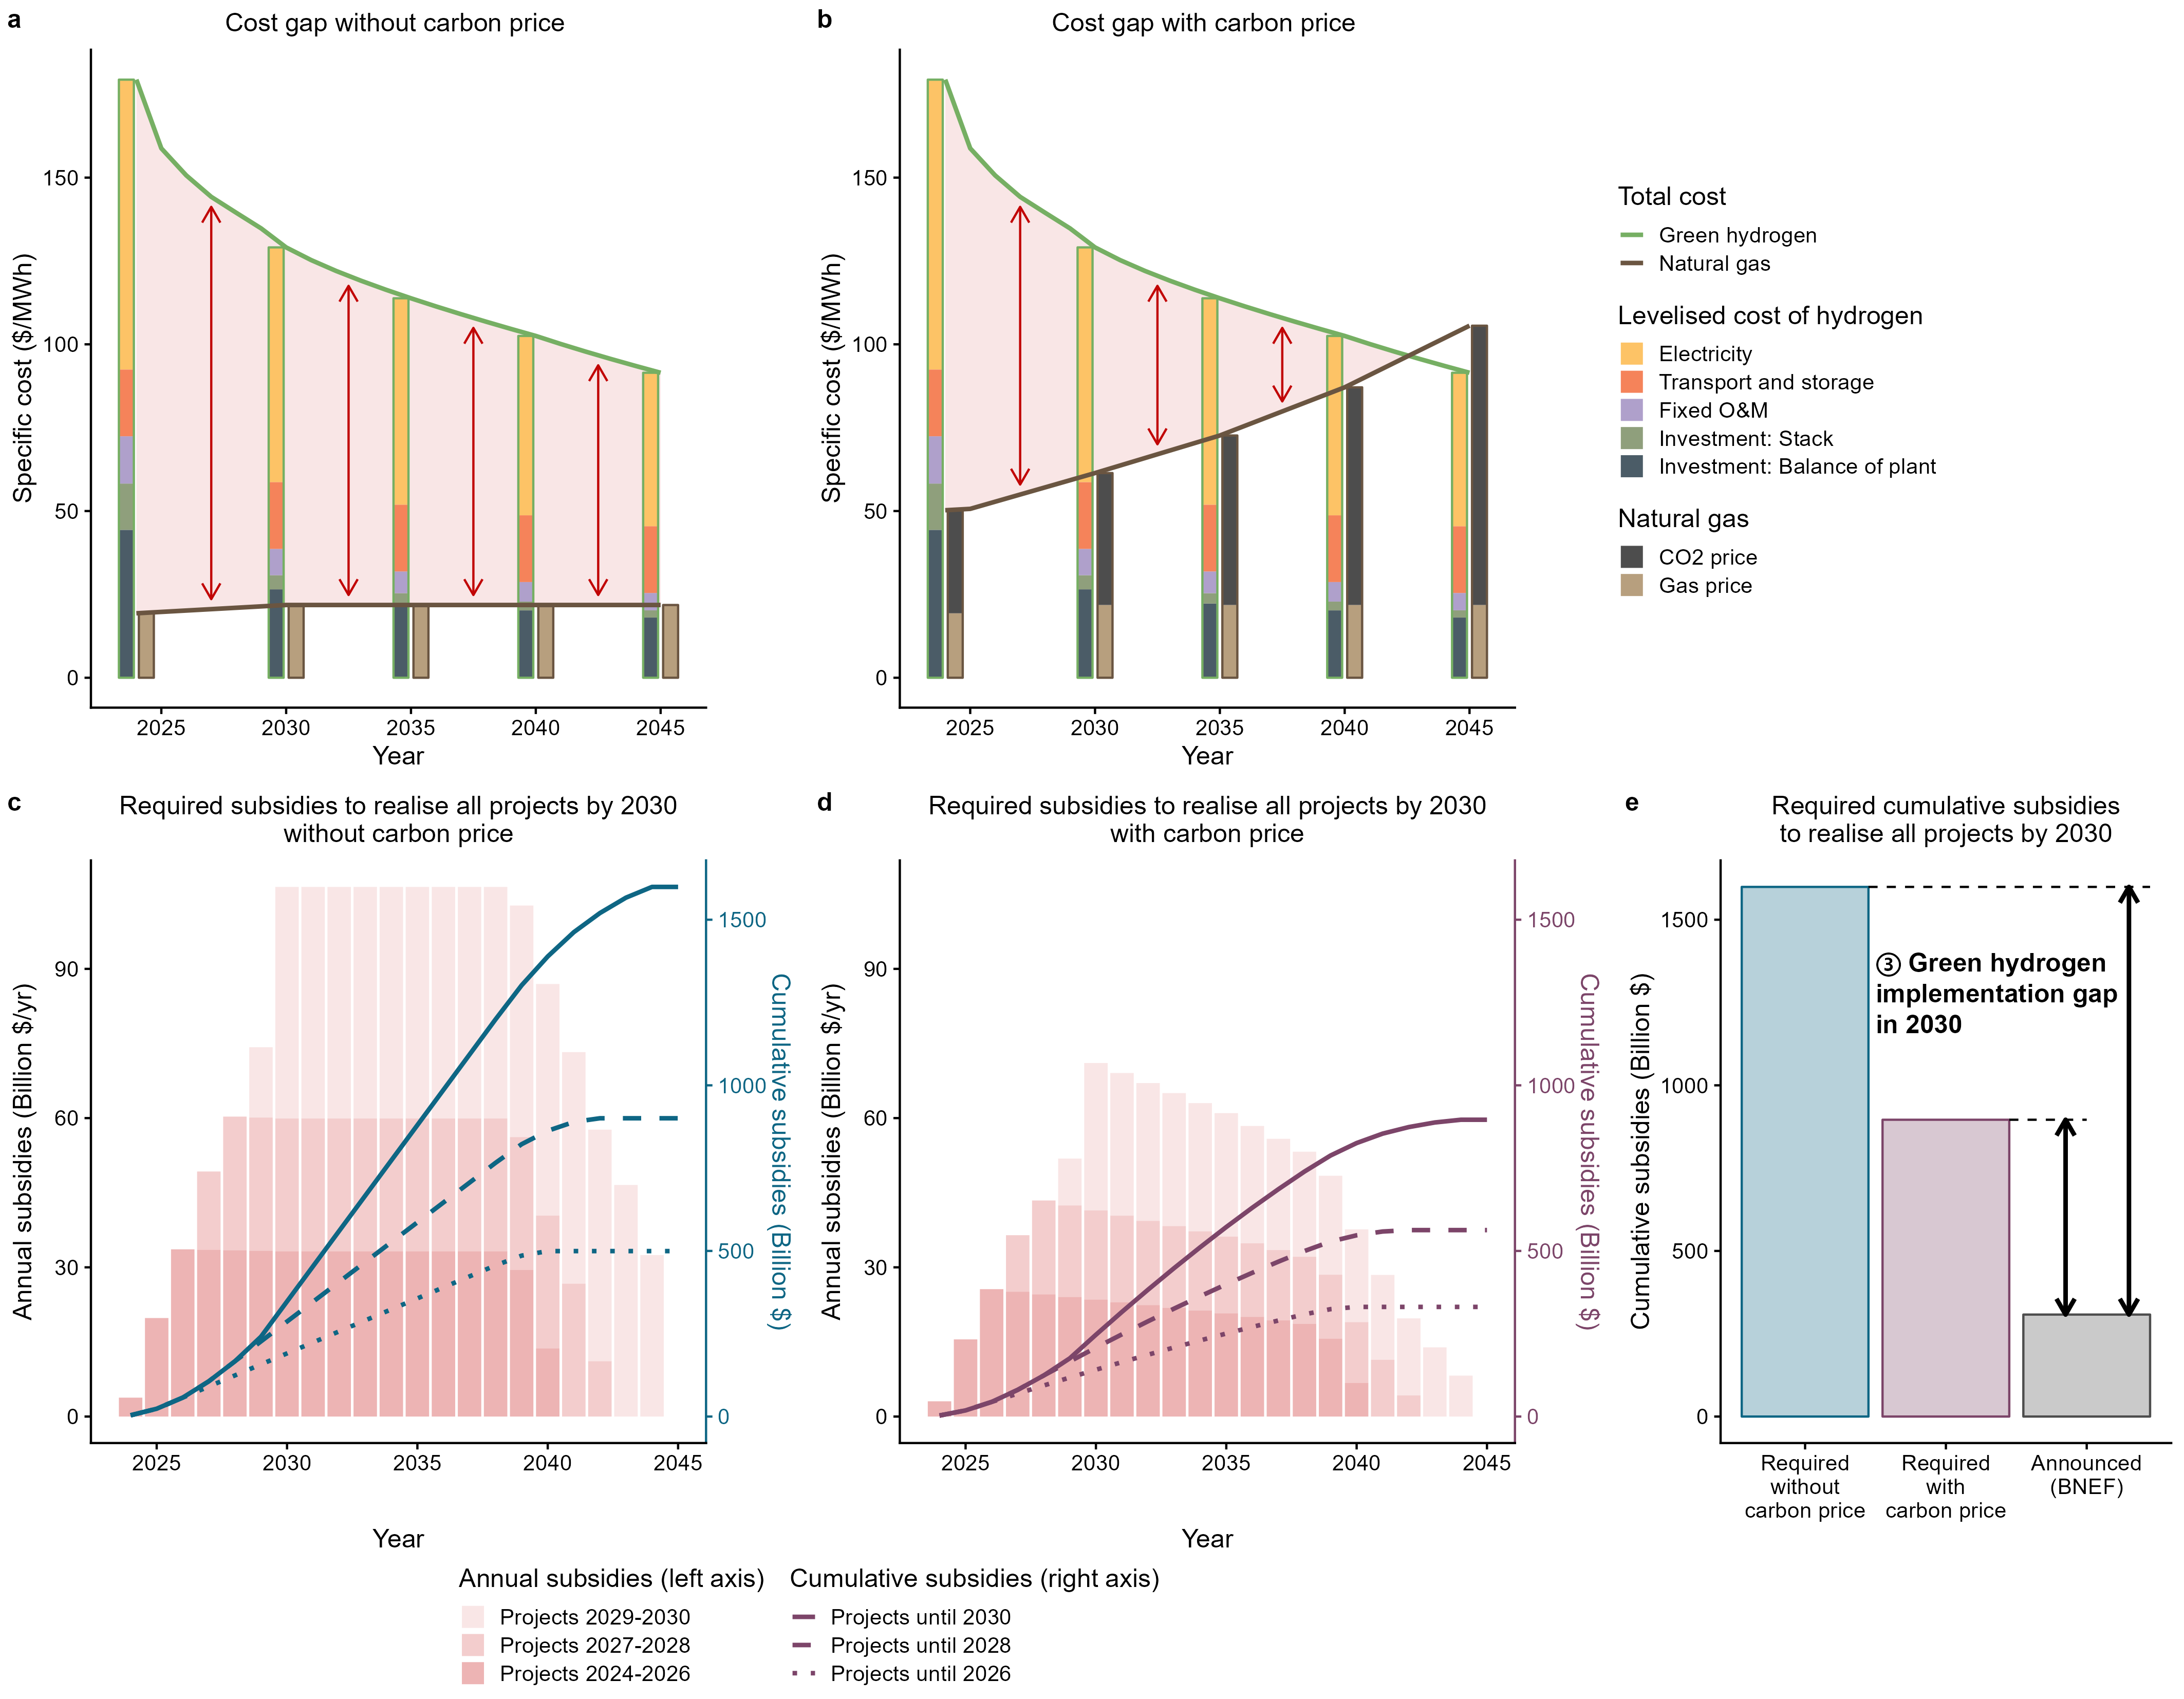 a
Cost gap without carbon price
Specific cost ($/MWh)
150
100
50
0
2025 2030 2035 2040 2045
Year
b
Cost gap with carbon price
Specific cost ($/MWh)
150
100
50
0
2025 2030 2035 2040 2045
Year
Total cost
Green hydrogen
Natural gas
Levelised cost of hydrogen
Electricity
Transport and storage
Fixed O&M
Investment: Stack
Investment: Balance of plant
Natural gas
CO2 price
Gas price
c
Required subsidies to realise all projects by 2030
without carbon price
Annual subsidies (Billion $/yr)
90
60
30
0
1500
1000
500
0
Cumulative subsidies (Billion $)
2025 2030 2035 2040 2045
Year
d
Required subsidies to realise all projects by 2030
with carbon price
Annual subsidies (Billion $/yr)
90
60
30
0
1500
1000
500
0
Cumulative subsidies (Billion $)
2025 2030 2035 2040 2045
Year
e
Required cumulative subsidies
to realise all projects by 2030
Cumulative subsidies (Billion $)
1500
1000
500
0
③ Green hydrogen
implementation gap
in 2030
Required
without
carbon price
Required
with
carbon price
Announced
(BNEF)
Annual subsidies (left axis)
Projects 2029-2030
Projects 2027-2028
Projects 2024-2026
Cumulative subsidies (right axis)
Projects until 2030
Projects until 2028
Projects until 2026